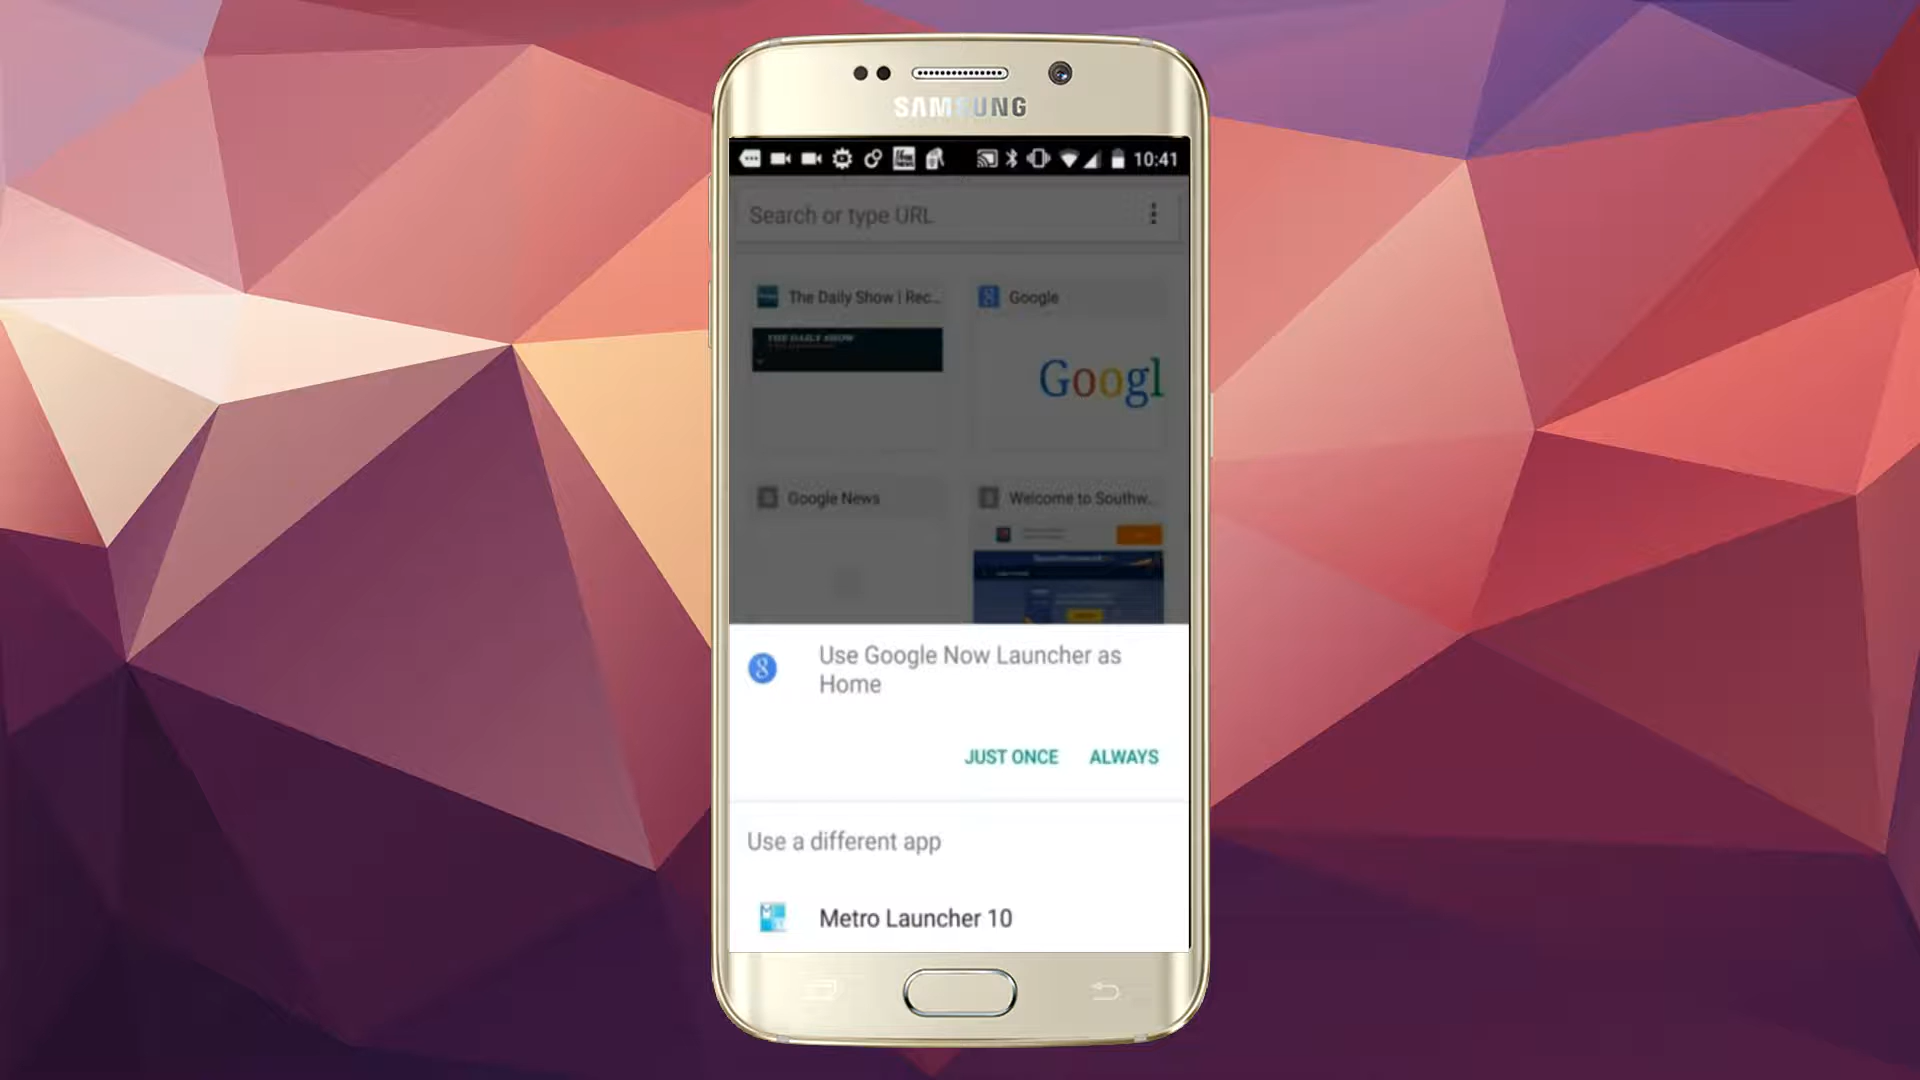 SAMSUNG
10:41
Search or type URL
The Daily Show | Rec...
Google
THE DAILY SHOW
Googl
Google News
Welcome to Southw...
Use Google Now Launcher as
Home
JUST ONCE
ALWAYS
Use a different app
Metro Launcher 10